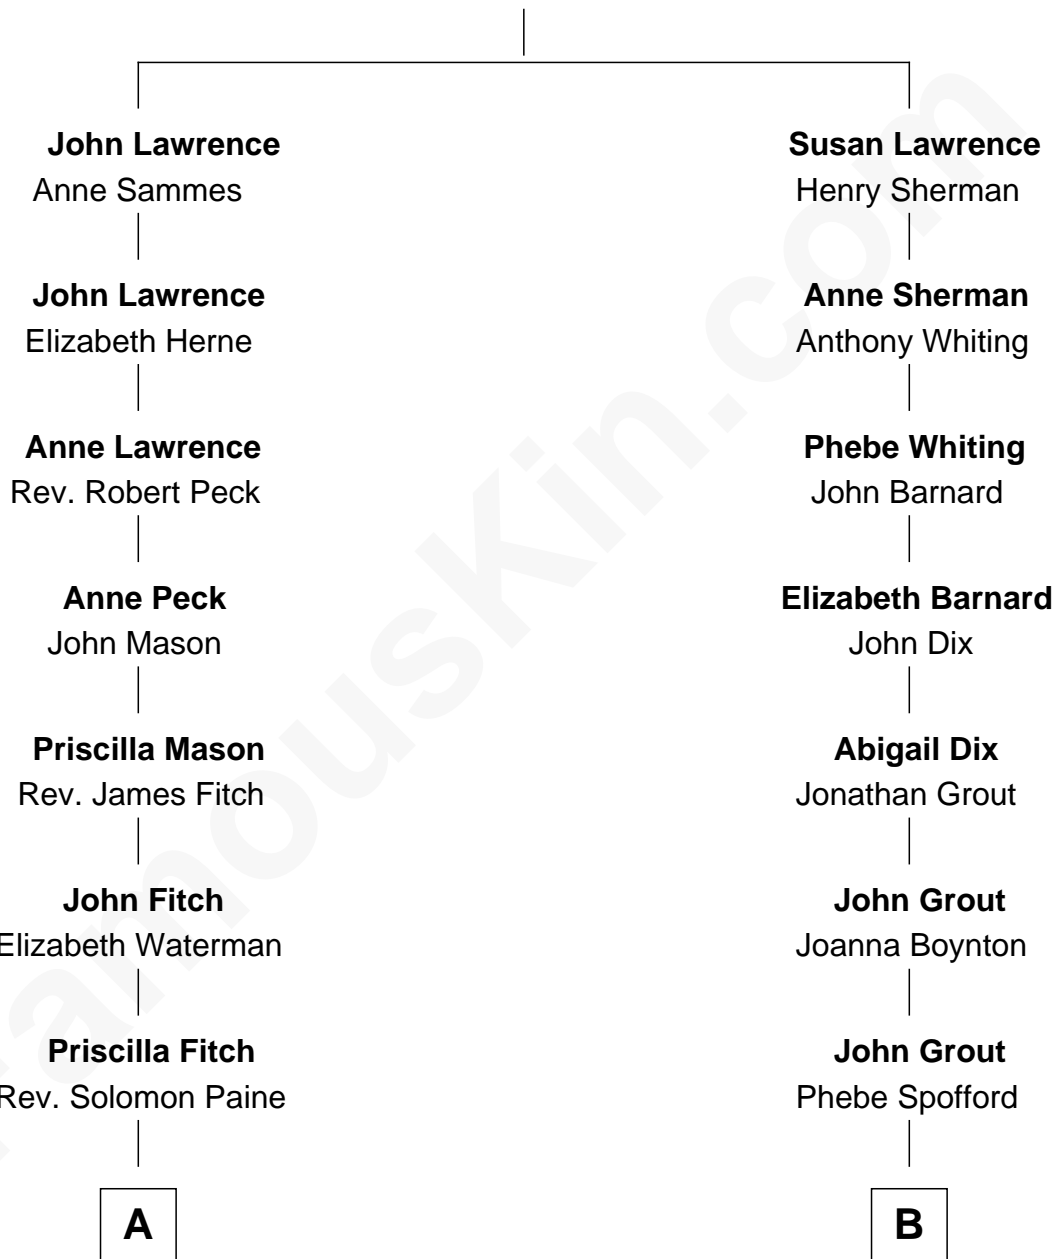 John Lawrence
Anne Sammes
John Lawrence
Elizabeth Herne
Anne Lawrence
Rev. Robert Peck
Anne Peck
John Mason
Priscilla Mason
Rev. James Fitch
John Fitch
Elizabeth Waterman
Priscilla Fitch
Rev. Solomon Paine
A
Susan Lawrence
Henry Sherman
Anne Sherman
Anthony Whiting
Phebe Whiting
John Barnard
Elizabeth Barnard
John Dix
Abigail Dix
Jonathan Grout
John Grout
Joanna Boynton
John Grout
Phebe Spofford
B
FamousKin.com